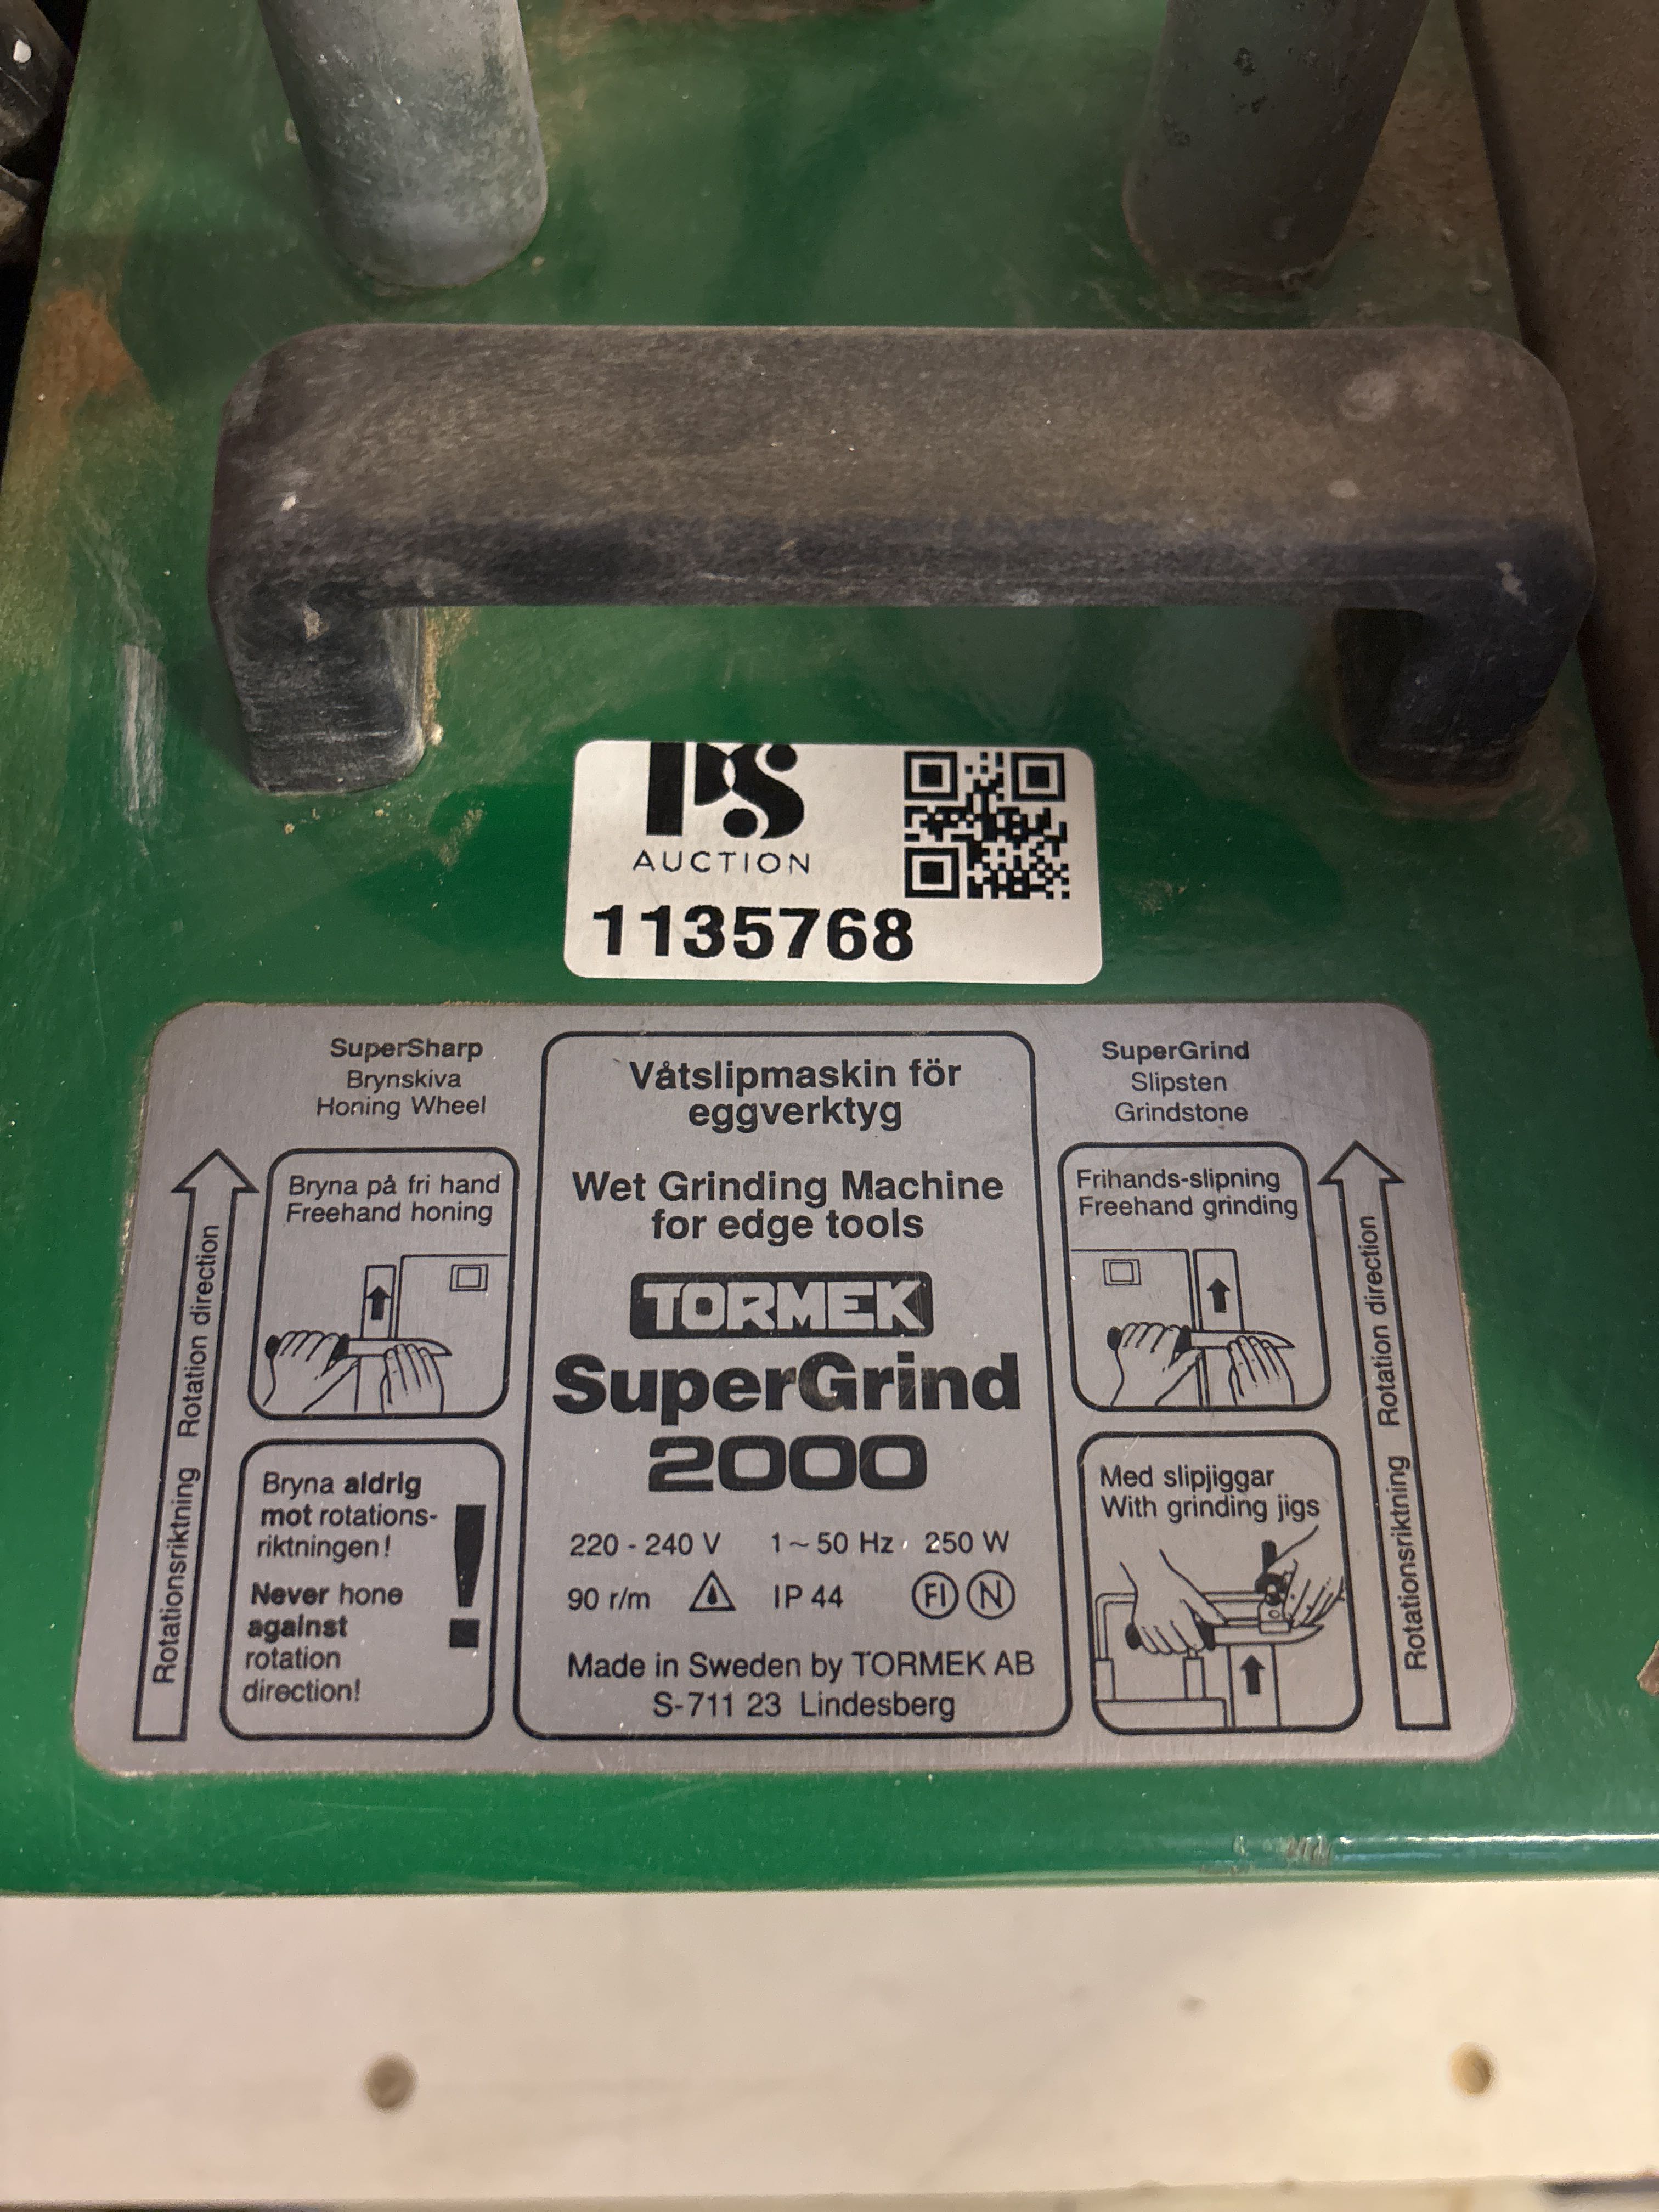 PS
AUCTION
1135768
SuperSharp
Brynskiva
Honing Wheel
Rotationsriktning Rotation direction
Bryna på fri hand
Freehand honing
Bryna aldrig
mot rotations-
riktningen!
Never hone
against
rotation
direction!
!
Våtslipmaskin för
eggverktyg
Wet Grinding Machine
for edge tools
TORMEK
SuperGrind
2000
220 - 240 V 1 ~ 50 Hz 250 W
90 r/m IP 44 FI N
Made in Sweden by TORMEK AB
S-711 23 Lindesberg
SuperGrind
Slipsten
Grindstone
Frihands-slipning
Freehand grinding
Med slipjiggar
With grinding jigs
Rotationsriktning Rotation direction